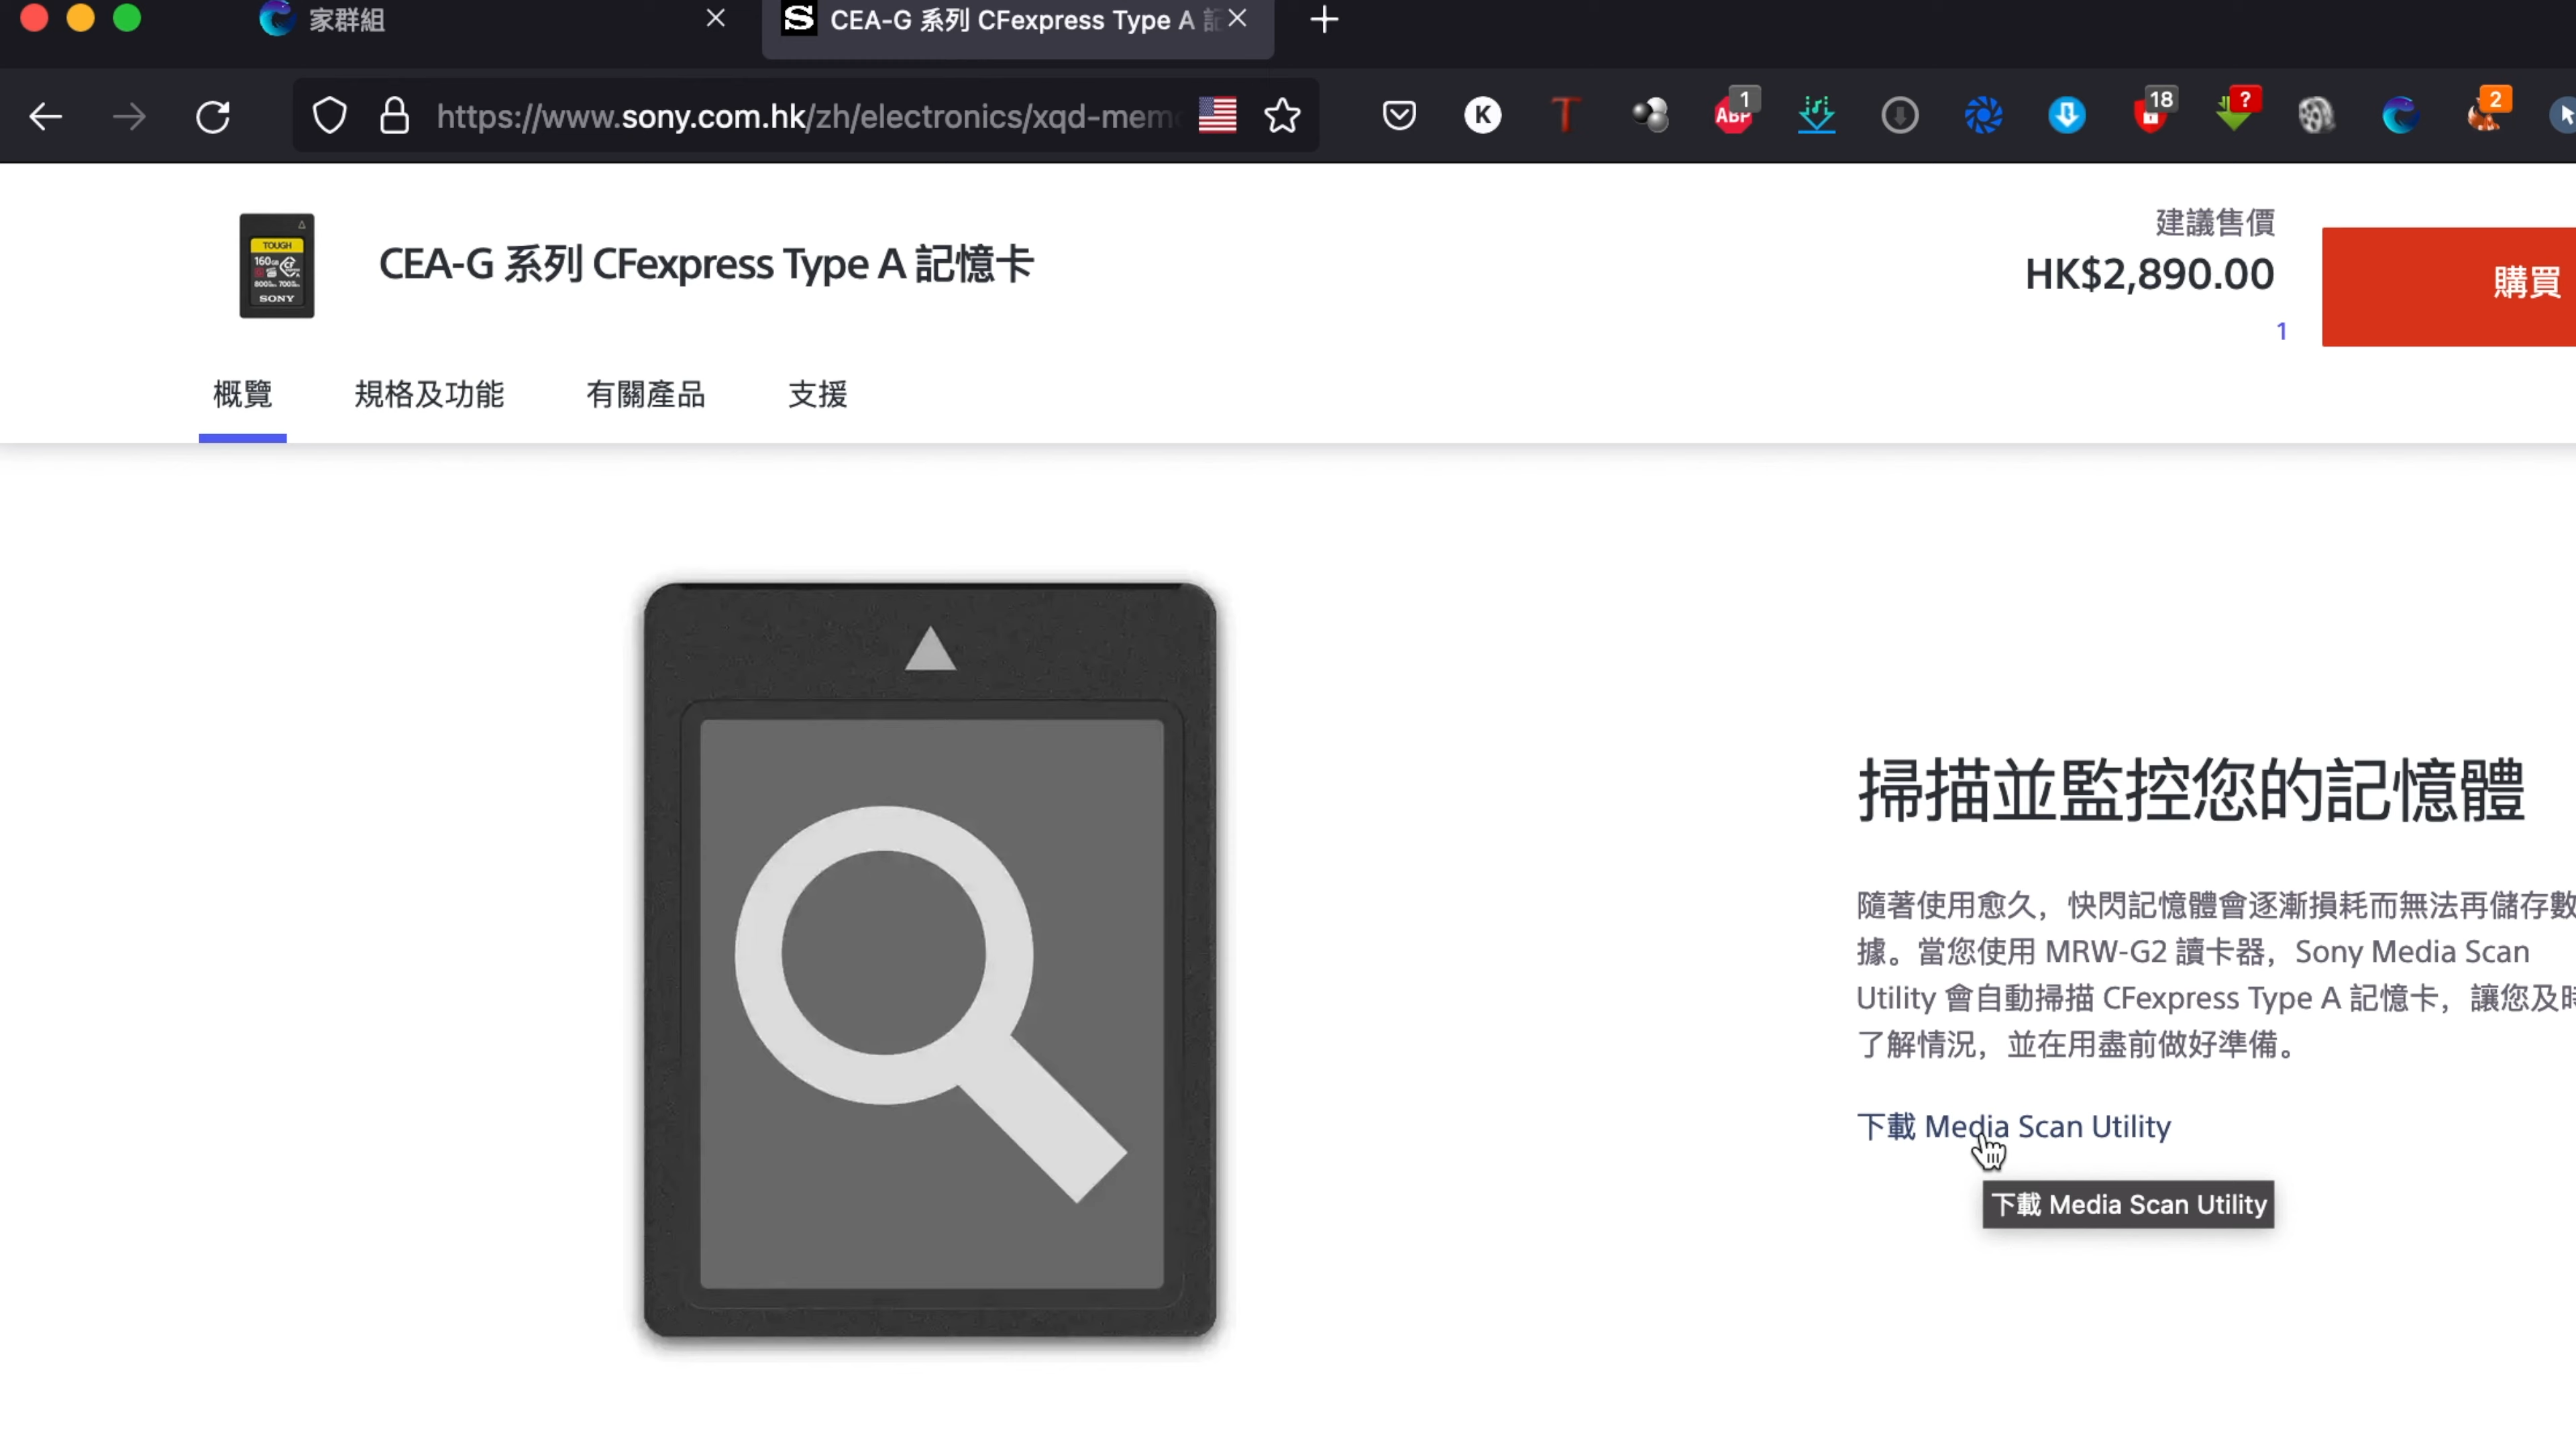 家群組
CEA-G 系列 CFexpress Type A 記
https://www.sony.com.hk/zh/electronics/xqd-mem
K
T
1
ABP
18
?
2
TOUGH
160GB
SONY
CEA-G 系列 CFexpress Type A 記憶卡
建議售價
HK$2,890.00
1
購買
概覽
規格及功能
有關產品
支援
掃描並監控您的記憶體
隨著使用愈久，快閃記憶體會逐漸損耗而無法再儲存數
據。當您使用 MRW-G2 讀卡器，Sony Media Scan
Utility 會自動掃描 CFexpress Type A 記憶卡，讓您及時
了解情況，並在用盡前做好準備。
下載 Media Scan Utility
下載 Media Scan Utility